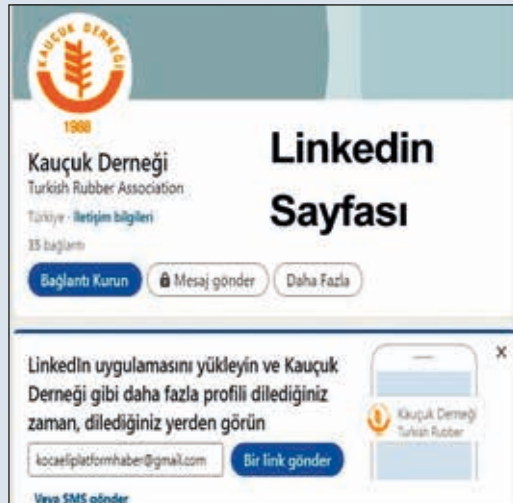 KAUÇUK DERNEĞİ
1988
Kauçuk Derneği
Turkish Rubber Association
Türkiye · İletişim bilgileri
35 bağlantı
Linkedin
Sayfası
Bağlantı Kurun
Mesaj gönder
Daha Fazla
LinkedIn uygulamasını yükleyin ve Kauçuk
Derneği gibi daha fazla profili dilediğiniz
zaman, dilediğiniz yerden görün
X
kocaeliplatformhaber@gmail.com
Bir link gönder
Kauçuk Derneği
Turkish Rubber
Veya SMS gönder